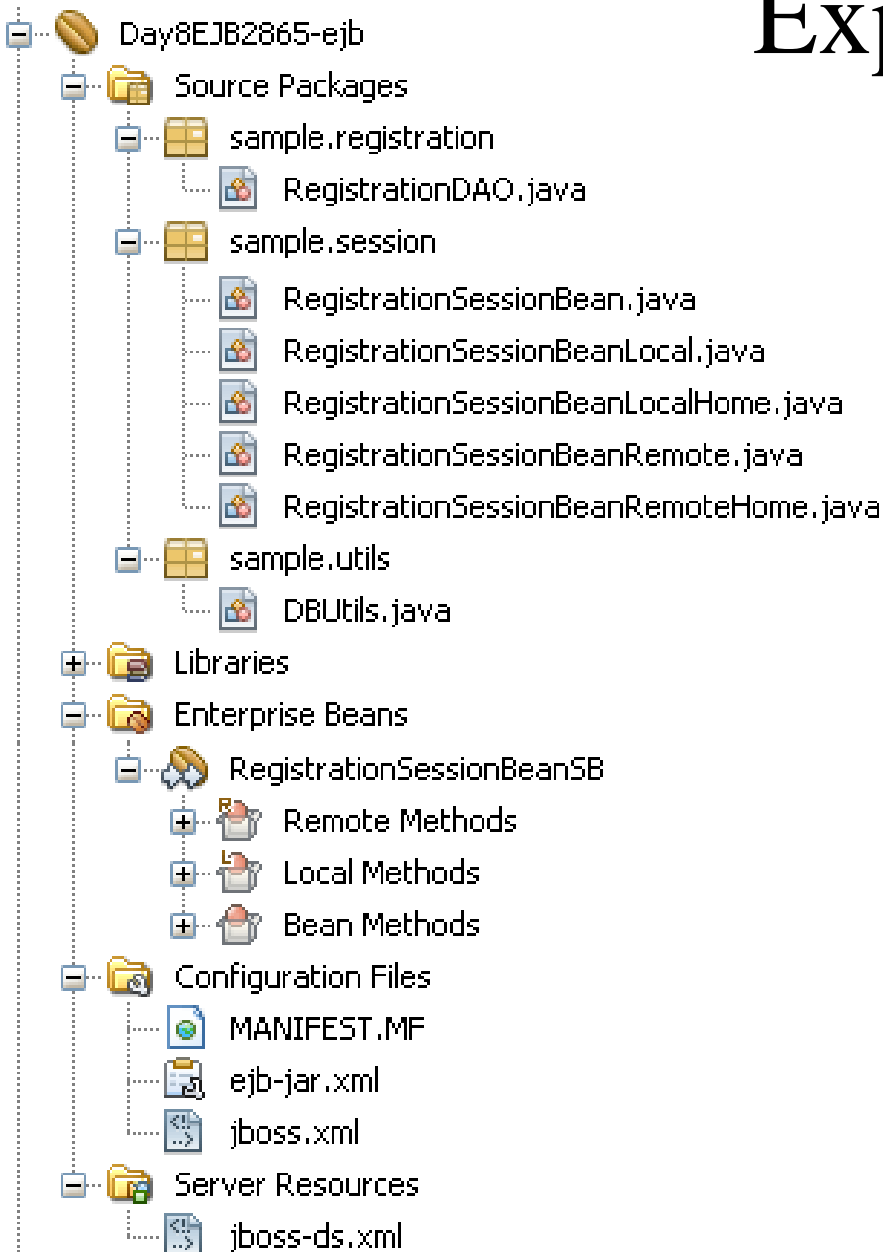 Exp
Day8EJB2865-ejb
Source Packages
sample.registration
RegistrationDAO.java
sample.session
RegistrationSessionBean.java
RegistrationSessionBeanLocal.java
RegistrationSessionBeanLocalHome.java
RegistrationSessionBeanRemote.java
RegistrationSessionBeanRemoteHome.java
sample.utils
DBUtils.java
Libraries
Enterprise Beans
RegistrationSessionBeanSB
Remote Methods
Local Methods
Bean Methods
Configuration Files
MANIFEST.MF
ejb-jar.xml
jboss.xml
Server Resources
jboss-ds.xml